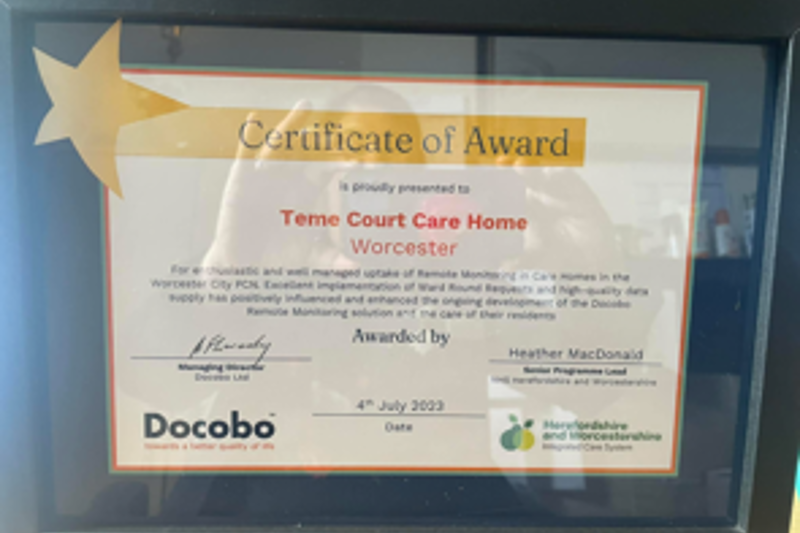 Certificate of Award
is proudly presented to
Teme Court Care Home
Worcester
For enthusiastic and well managed uptake of Remote Monitoring in Care Homes in the
Worcester City PCN. Excellent implementation of Ward Round Requests and high-quality data
supply has positively influenced and enhanced the ongoing development of the Docobo
Remote Monitoring solution and the care of their residents
Awarded by
Managing Director
Docobo Ltd
Heather MacDonald
Senior Programme Lead
NHS Herefordshire and Worcestershire
4th July 2023
Date
Docobo
towards a better quality of life
Herefordshire
and Worcestershire
Integrated Care System